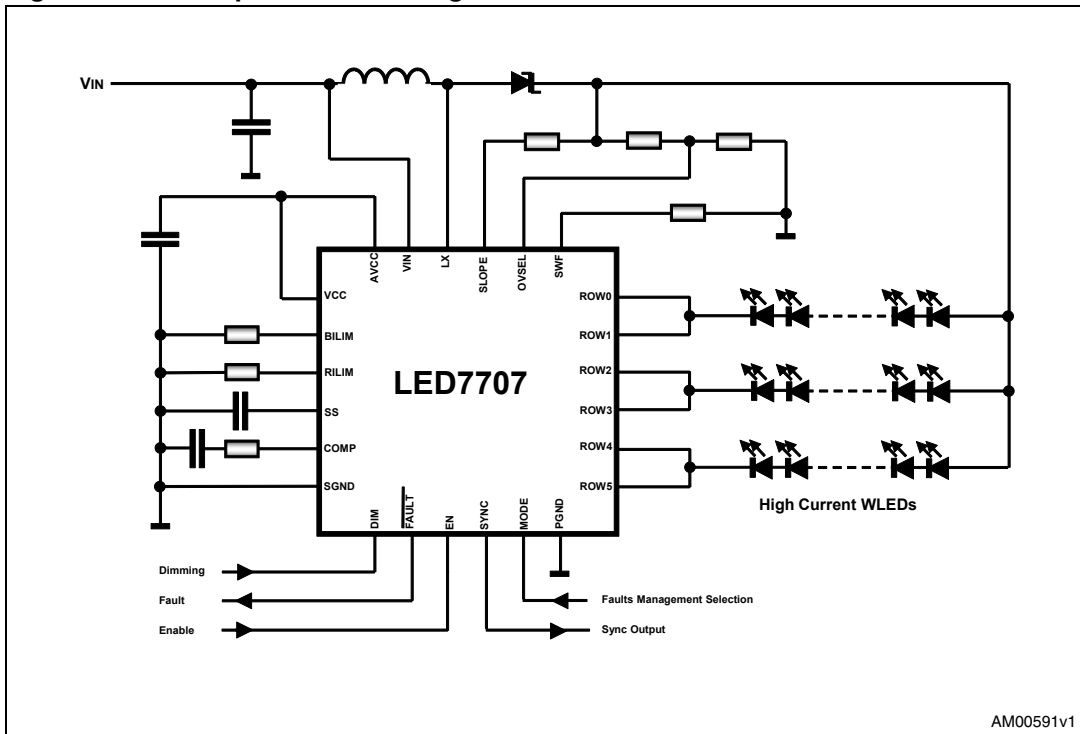 VIN
AVCC
VIN
LX
SLOPE
OVSEL
SWF
VCC
BILIM
RILIM
SS
COMP
SGND
LED7707
ROW0
ROW1
ROW2
ROW3
ROW4
ROW5
High Current WLEDs
DIM
FAULT
EN
SYNC
MODE
PGND
Dimming
Fault
Enable
Faults Management Selection
Sync Output
AM00591v1